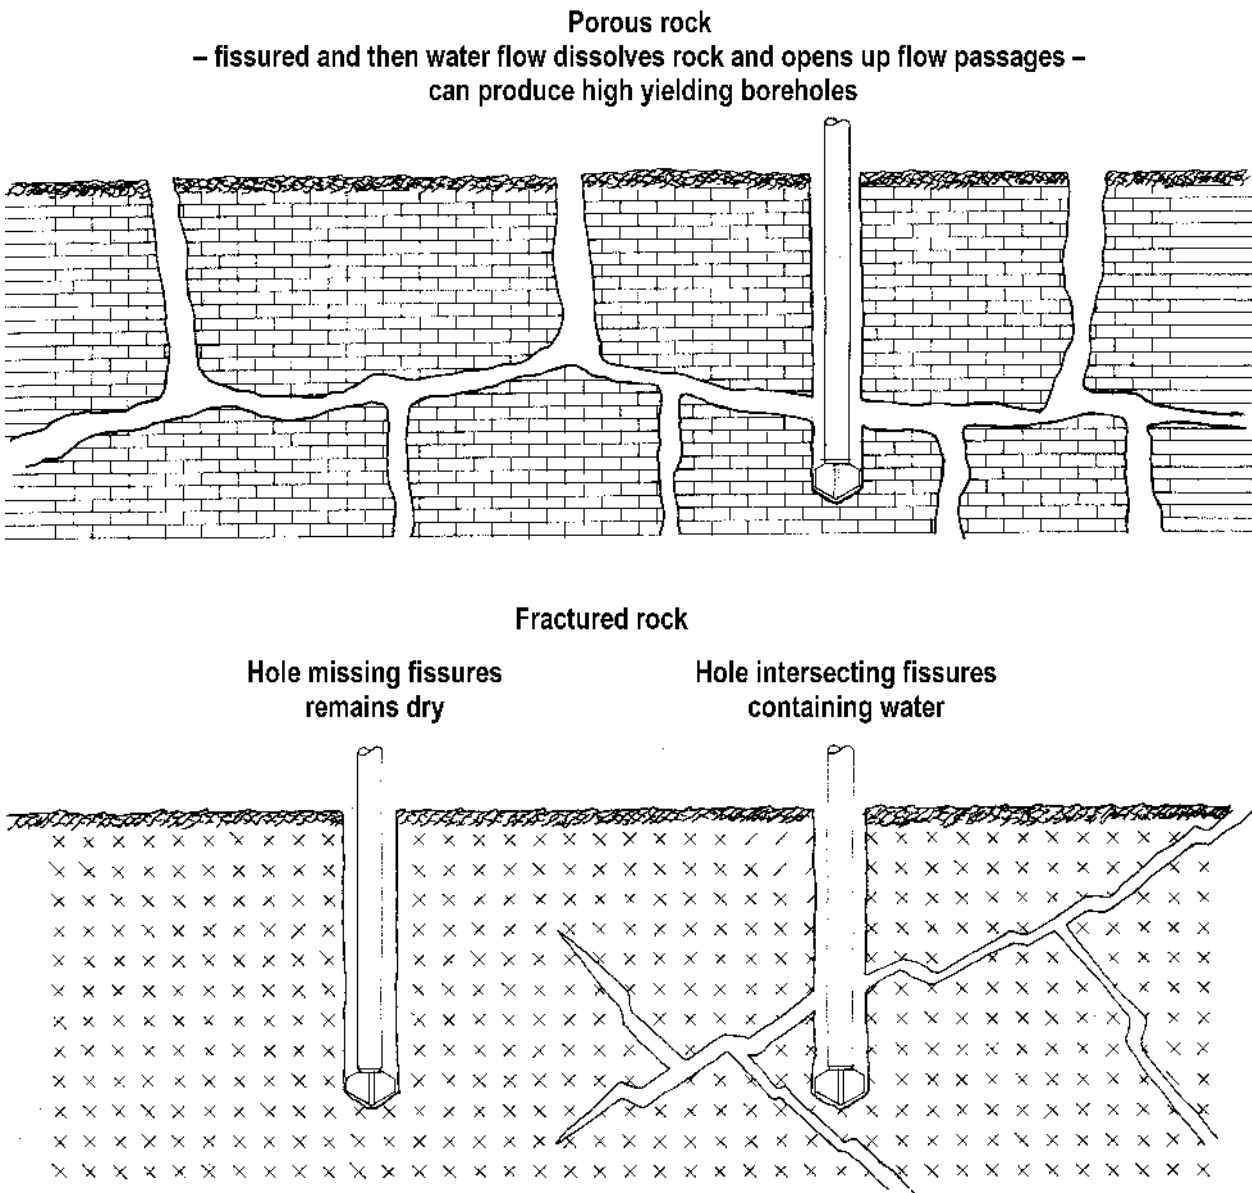 Porous rock
– fissured and then water flow dissolves rock and opens up flow passages –
can produce high yielding boreholes
Fractured rock
Hole missing fissures
remains dry
Hole intersecting fissures
containing water